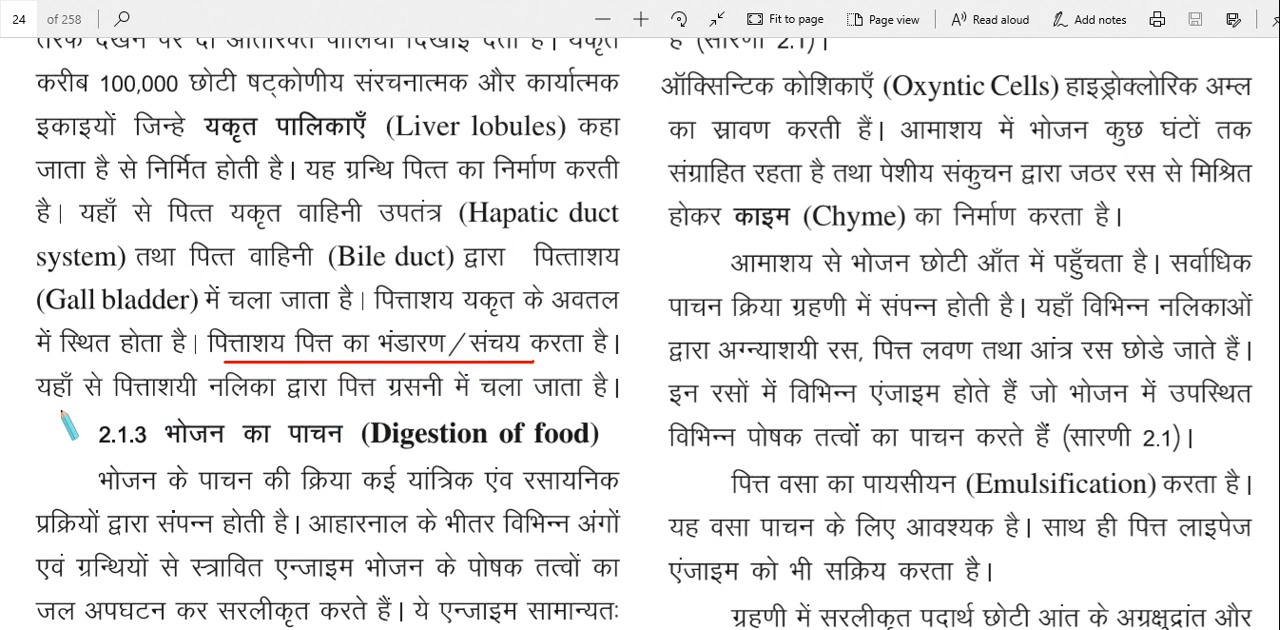 24 of 258 Fit to page Page view Read aloud Add notes
तरफ देखने पर दो अतिरिक्त पालियाँ दिखाई देती है। यकृत
करीब 100,000 छोटी षट्कोणीय संरचनात्मक और कार्यात्मक
इकाइयों जिन्हे यकृत पालिकाएँ (Liver lobules) कहा
जाता है से निर्मित होती है। यह ग्रन्थि पित्त का निर्माण करती
है। यहाँ से पित्त यकृत वाहिनी उपतंत्र (Hapatic duct
system) तथा पित्त वाहिनी (Bile duct) द्वारा पित्ताशय
(Gall bladder) में चला जाता है। पित्ताशय यकृत के अवतल
में स्थित होता है। पित्ताशय पित्त का भंडारण/संचय करता है।
यहाँ से पित्ताशयी नलिका द्वारा पित्त ग्रसनी में चला जाता है।
2.1.3 भोजन का पाचन (Digestion of food)
भोजन के पाचन की क्रिया कई यांत्रिक एंव रसायनिक
प्रक्रियों द्वारा संपन्न होती है। आहारनाल के भीतर विभिन्न अंगों
एवं ग्रन्थियों से स्त्रावित एन्जाइम भोजन के पोषक तत्वों का
जल अपघटन कर सरलीकृत करते हैं। ये एन्जाइम सामान्यतः
है (सारणी 2.1)।
ऑक्सिन्टिक कोशिकाएँ (Oxyntic Cells) हाइड्रोक्लोरिक अम्ल
का स्रावण करती हैं। आमाशय में भोजन कुछ घंटों तक
संग्राहित रहता है तथा पेशीय संकुचन द्वारा जठर रस से मिश्रित
होकर काइम (Chyme) का निर्माण करता है।
आमाशय से भोजन छोटी आँत में पहुँचता है। सर्वाधिक
पाचन क्रिया ग्रहणी में संपन्न होती है। यहाँ विभिन्न नलिकाओं
द्वारा अग्न्याशयी रस, पित्त लवण तथा आंत्र रस छोडे जाते हैं।
इन रसों में विभिन्न एंजाइम होते हैं जो भोजन में उपस्थित
विभिन्न पोषक तत्वों का पाचन करते हैं (सारणी 2.1)।
पित्त वसा का पायसीयन (Emulsification) करता है।
यह वसा पाचन के लिए आवश्यक है। साथ ही पित्त लाइपेज
एंजाइम को भी सक्रिय करता है।
ग्रहणी में सरलीकृत पदार्थ छोटी आंत के अग्रक्षुद्रांत और